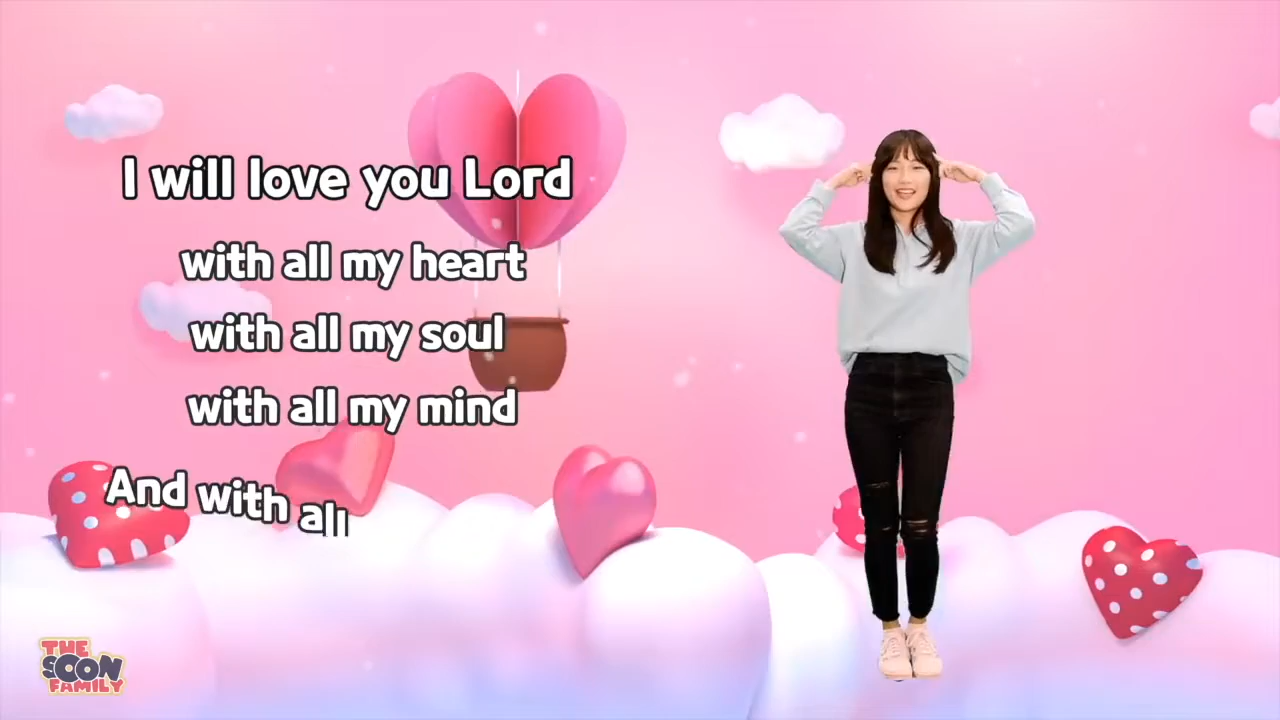 I will love you Lord
with all my heart
with all my soul
with all my mind
And with all
THE
SOON
FAMILY